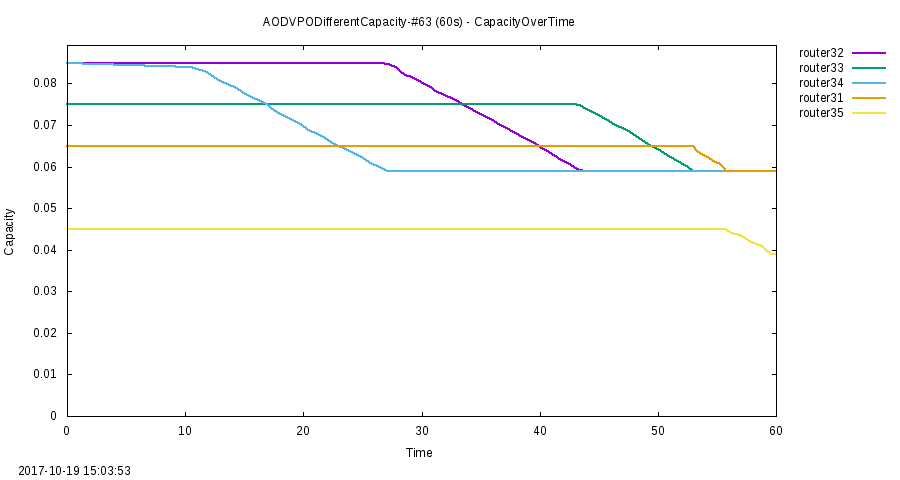 AODVPODifferentCapacity-#63 (60s) - CapacityOverTime
router32
router33
router34
router31
router35
0.08
0.07
0.06
0.05
0.04
0.03
0.02
0.01
0
Capacity
0 10 20 30 40 50 60
Time
2017-10-19 15:03:53